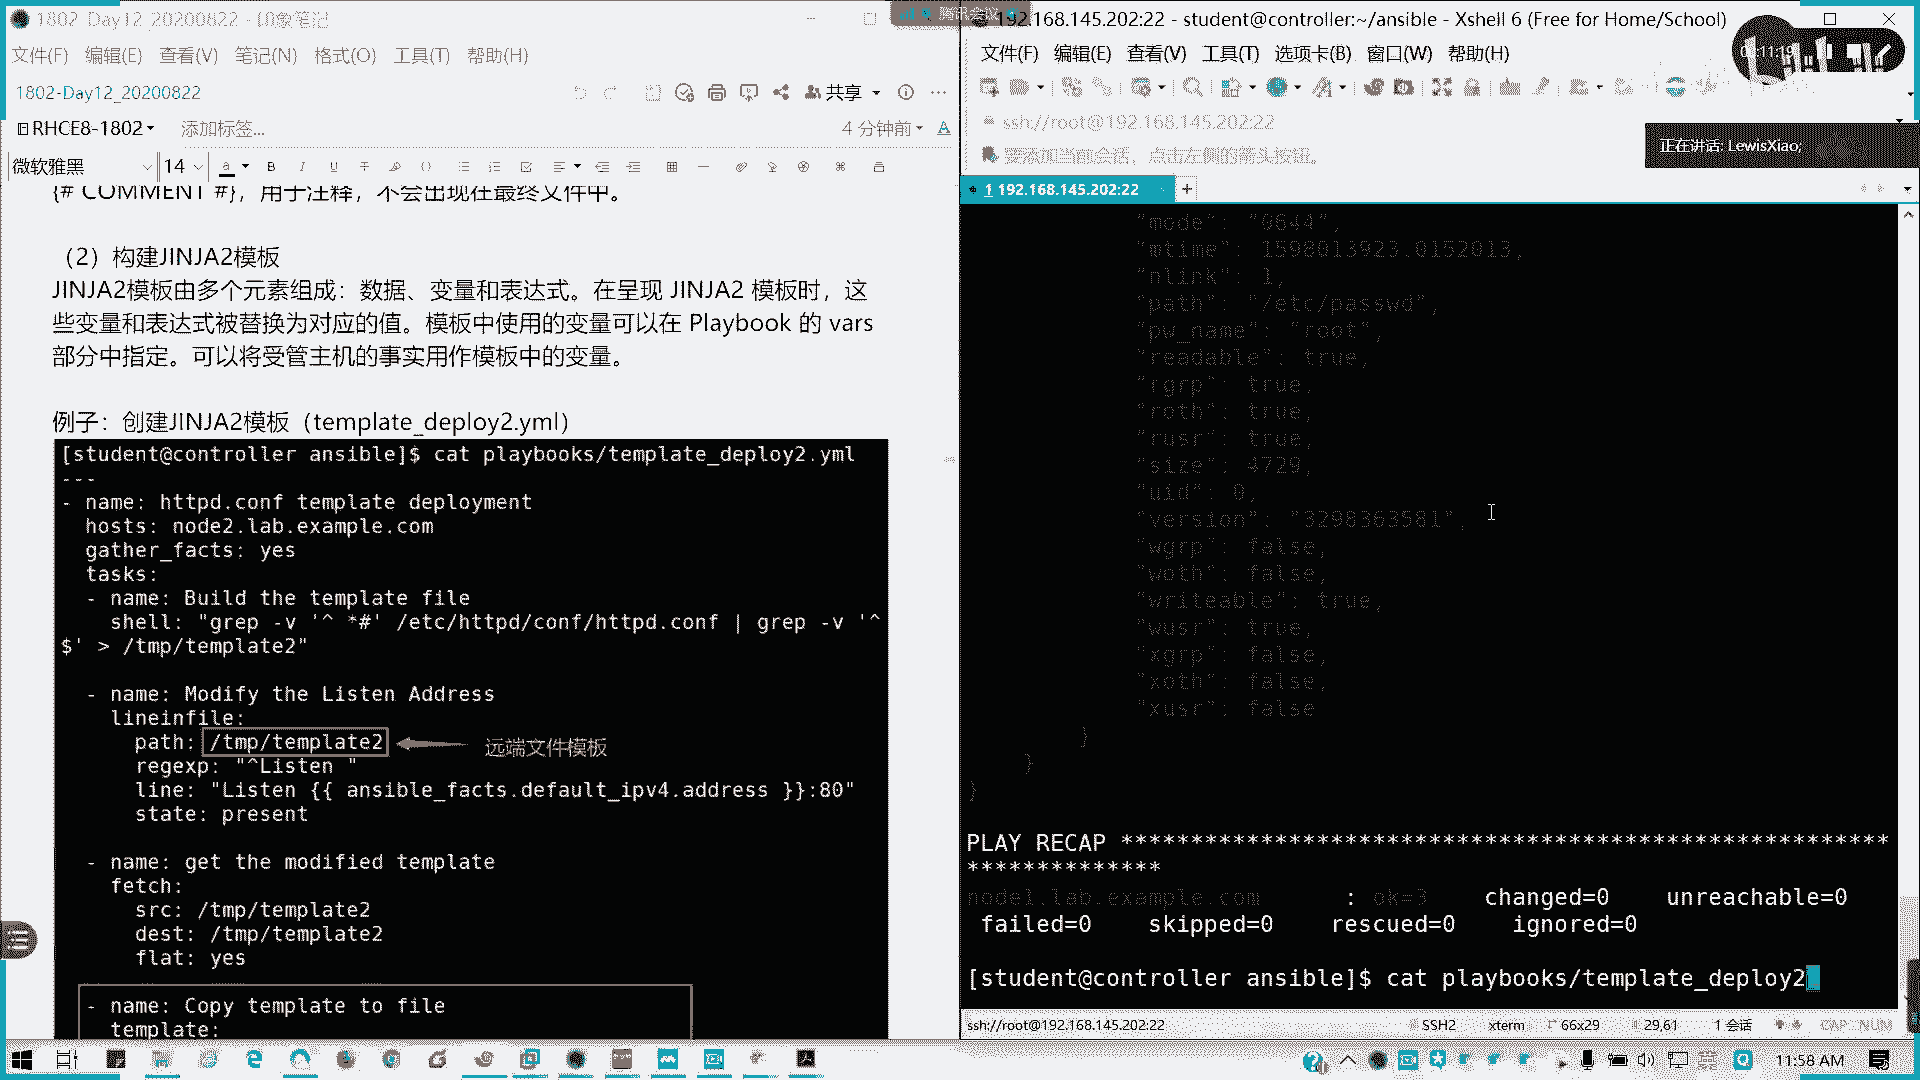 1802_Day12_20200822 - 印象笔记
文件(F) 编辑(E) 查看(V) 笔记(N) 格式(O) 工具(T) 帮助(H)
1802-Day12_20200822
共享
RHCE8-1802
添加标签...
4 分钟前
微软雅黑
14
{# COMMENT #}，用于注释，不会出现在最终文件中。
（2）构建JINJA2模板
JINJA2模板由多个元素组成：数据、变量和表达式。在呈现 JINJA2 模板时，这
些变量和表达式被替换为对应的值。模板中使用的变量可以在 Playbook 的 vars
部分中指定。可以将受管主机的事实用作模板中的变量。
例子：创建JINJA2模板（template_deploy2.yml）
[student@controller ansible]$ cat playbooks/template_deploy2.yml
---
- name: httpd.conf template deployment
hosts: node2.lab.example.com
gather_facts: yes
tasks:
- name: Build the template file
shell: "grep -v '^ *#' /etc/httpd/conf/httpd.conf | grep -v '^
$' > /tmp/template2"
- name: Modify the Listen Address
lineinfile:
path: /tmp/template2
远端文件模板
regexp: "^Listen "
line: "Listen {{ ansible_facts.default_ipv4.address }}:80"
state: present
- name: get the modified template
fetch:
src: /tmp/template2
dest: /tmp/template2
flat: yes
- name: Copy template to file
template:
腾讯会议
192.168.145.202:22 - student@controller:~/ansible - Xshell 6 (Free for Home/School)
文件(F) 编辑(E) 查看(V) 工具(T) 选项卡(B) 窗口(W) 帮助(H)
11:19
ssh://root@192.168.145.202:22
要添加当前会话，点击左侧的箭头按钮。
正在讲话: LewisXiao;
1 192.168.145.202:22
"mode": "0644",
"mtime": 1598013923.0152013,
"nlink": 1,
"path": "/etc/passwd",
"pw_name": "root",
"readable": true,
"rgrp": true,
"roth": true,
"rusr": true,
"size": 4729,
"uid": 0,
"version": "3298363581",
"wgrp": false,
"woth": false,
"writeable": true,
"wusr": true,
"xgrp": false,
"xoth": false,
"xusr": false
}
}
}
PLAY RECAP *******************************************************
**************
node1.lab.example.com : ok=3 changed=0 unreachable=0
failed=0 skipped=0 rescued=0 ignored=0
[student@controller ansible]$ cat playbooks/template_deploy2
ssh://root@192.168.145.202:22
SSH2
xterm
66x29
29,61
1 会话
CAP NUM
11:58 AM